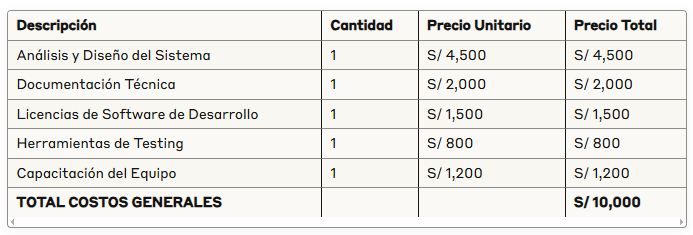 Descripción Cantidad Precio Unitario Precio Total
Análisis y Diseño del Sistema 1 S/ 4,500 S/ 4,500
Documentación Técnica 1 S/ 2,000 S/ 2,000
Licencias de Software de Desarrollo 1 S/ 1,500 S/ 1,500
Herramientas de Testing 1 S/ 800 S/ 800
Capacitación del Equipo 1 S/ 1,200 S/ 1,200
TOTAL COSTOS GENERALES S/ 10,000